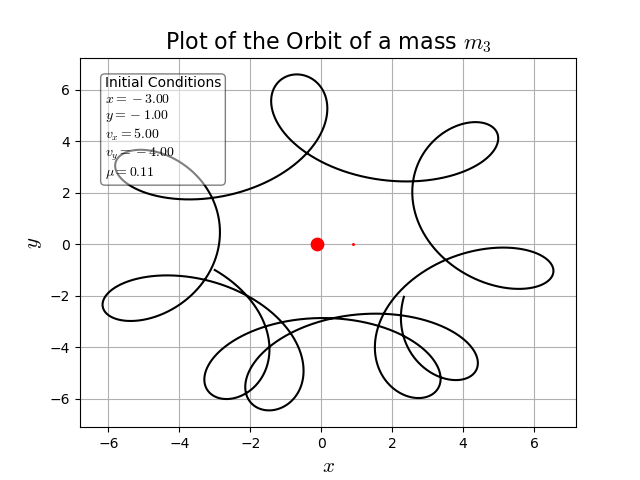 Plot of the Orbit of a mass m₃
Initial Conditions
x = −3.00
y = −1.00
vₓ = 5.00
v_y = −4.00
μ = 0.11
6
4
2
0
−2
−4
−6
y
−6 −4 −2 0 2 4 6
x